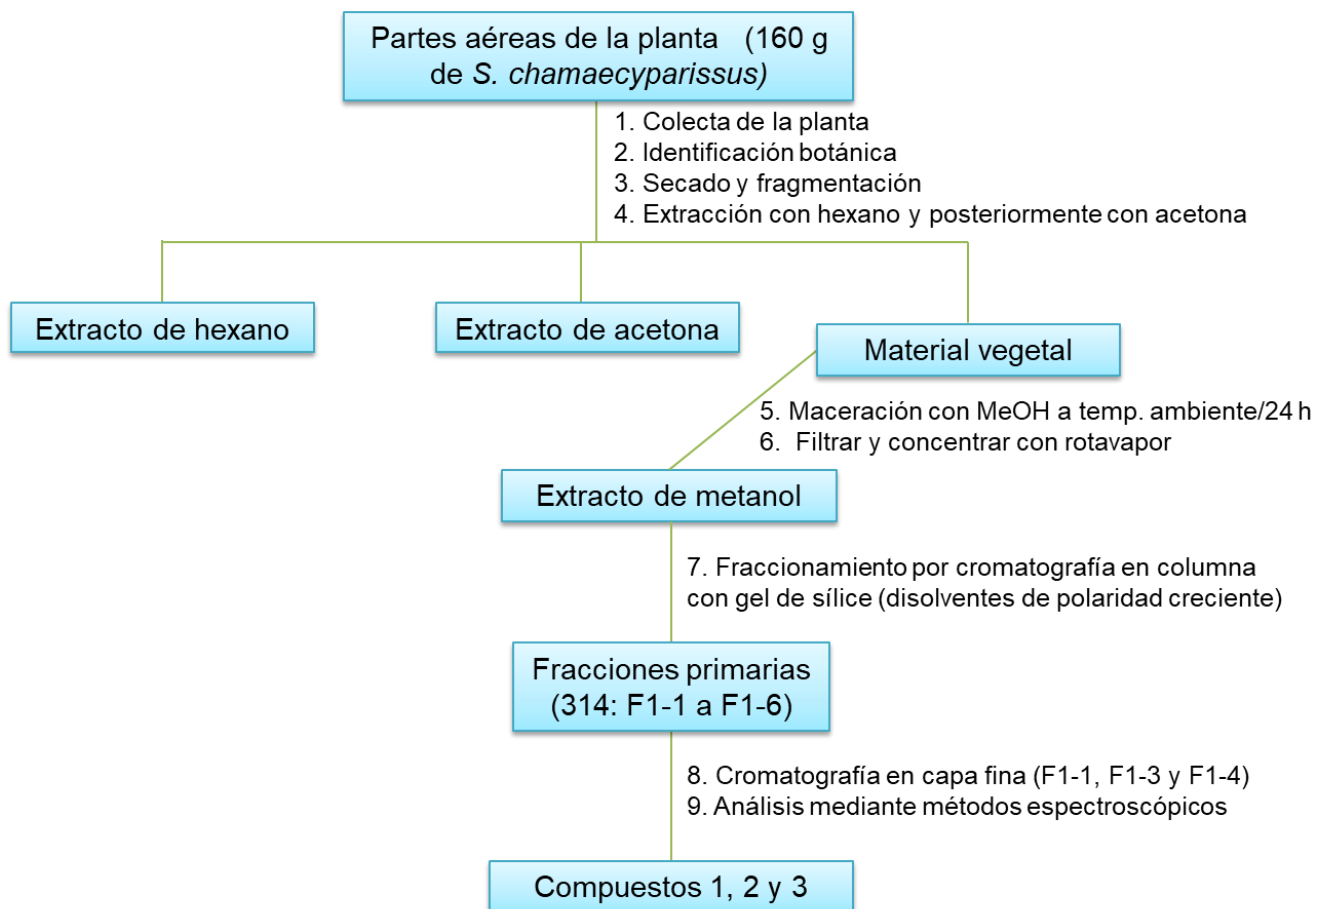 Partes aéreas de la planta (160 g
de S. chamaecyparissus)
1. Colecta de la planta
2. Identificación botánica
3. Secado y fragmentación
4. Extracción con hexano y posteriormente con acetona
Extracto de hexano
Extracto de acetona
Material vegetal
5. Maceración con MeOH a temp. ambiente/24 h
6. Filtrar y concentrar con rotavapor
Extracto de metanol
7. Fraccionamiento por cromatografía en columna
con gel de sílice (disolventes de polaridad creciente)
Fracciones primarias
(314: F1-1 a F1-6)
8. Cromatografía en capa fina (F1-1, F1-3 y F1-4)
9. Análisis mediante métodos espectroscópicos
Compuestos 1, 2 y 3